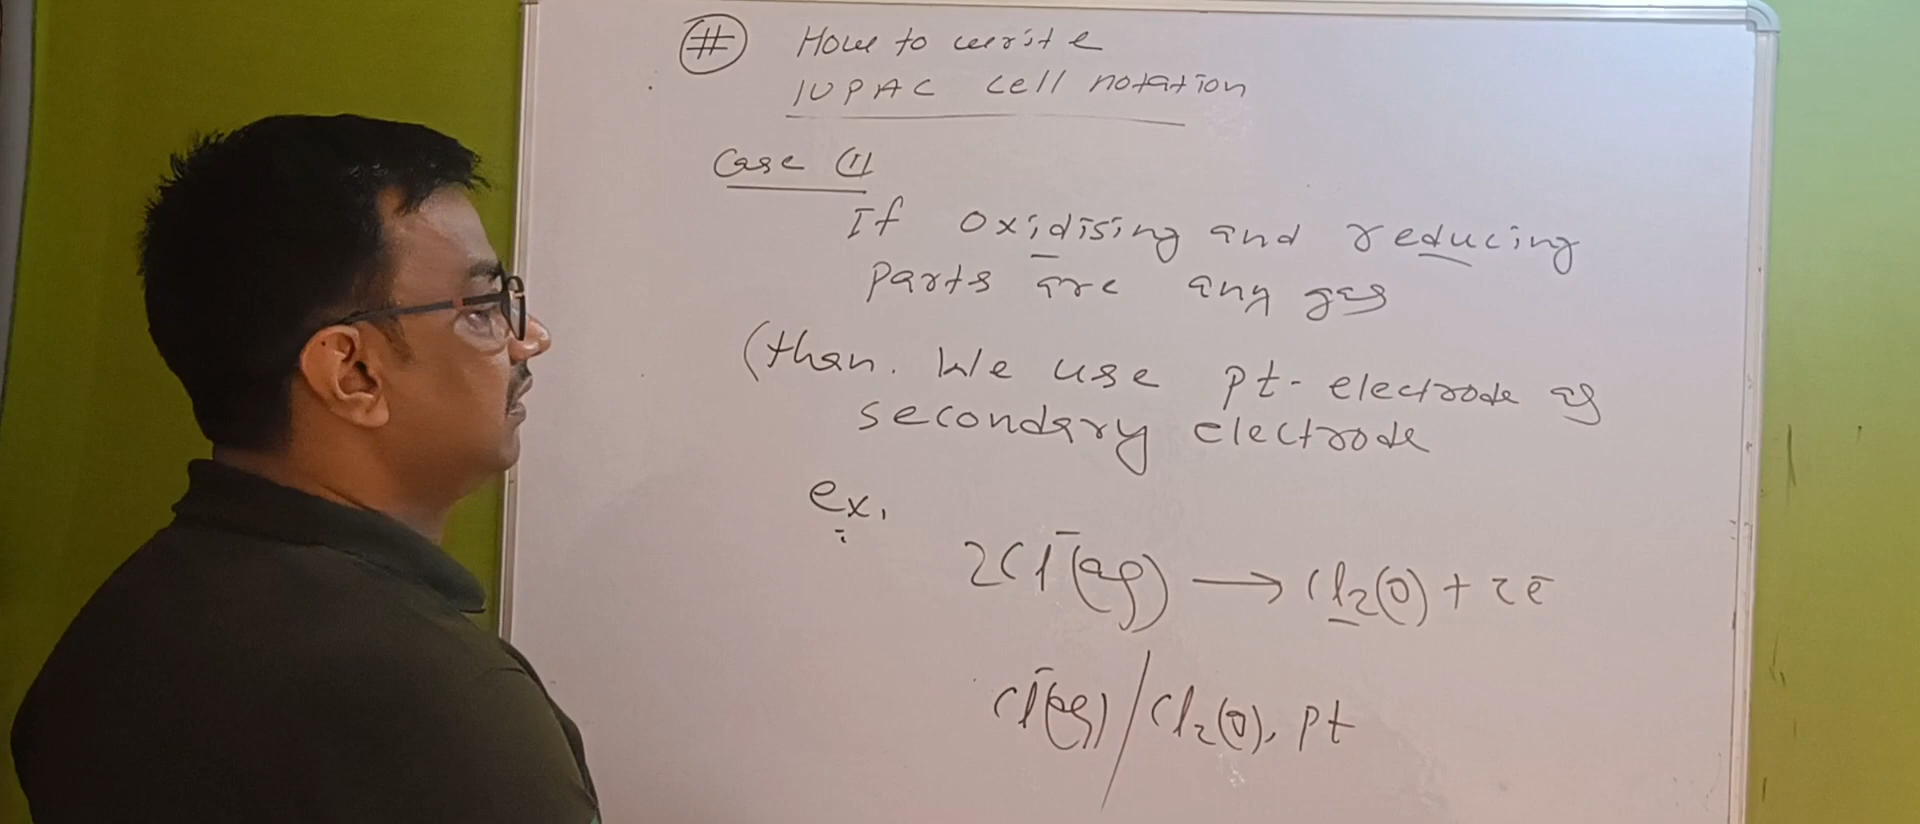 # How to write
IUPAC cell notation
Case (1)
If oxidising and reducing
parts are any gas
(then. We use pt-electrode as
secondary electrode
ex.
2Cl⁻(aq) → Cl₂(g) + 2e⁻
Cl⁻(aq) / Cl₂(g), pt